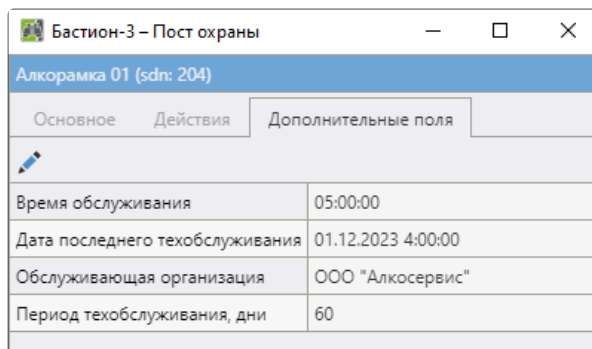 Бастион-3 – Пост охраны
Алкорамка 01 (sdn: 204)
Основное Действия Дополнительные поля
Время обслуживания 05:00:00
Дата последнего техобслуживания 01.12.2023 4:00:00
Обслуживающая организация ООО "Алкосервис"
Период техобслуживания, дни 60